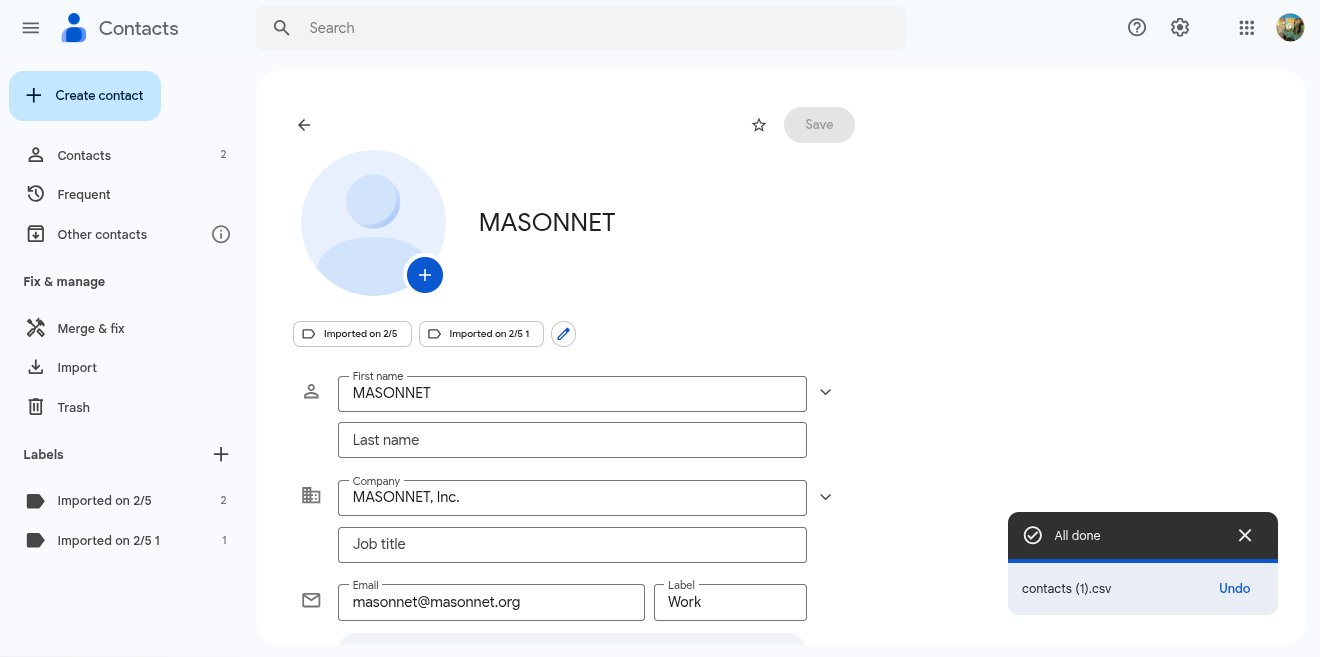 Contacts
Search
Create contact
Contacts 2
Frequent
Other contacts
Fix & manage
Merge & fix
Import
Trash
Labels
Imported on 2/5 2
Imported on 2/5 1 1
Save
MASONNET
Imported on 2/5
Imported on 2/5 1
First name
MASONNET
Last name
Company
MASONNET, Inc.
Job title
Email
masonnet@masonnet.org
Label
Work
All done
contacts (1).csv
Undo